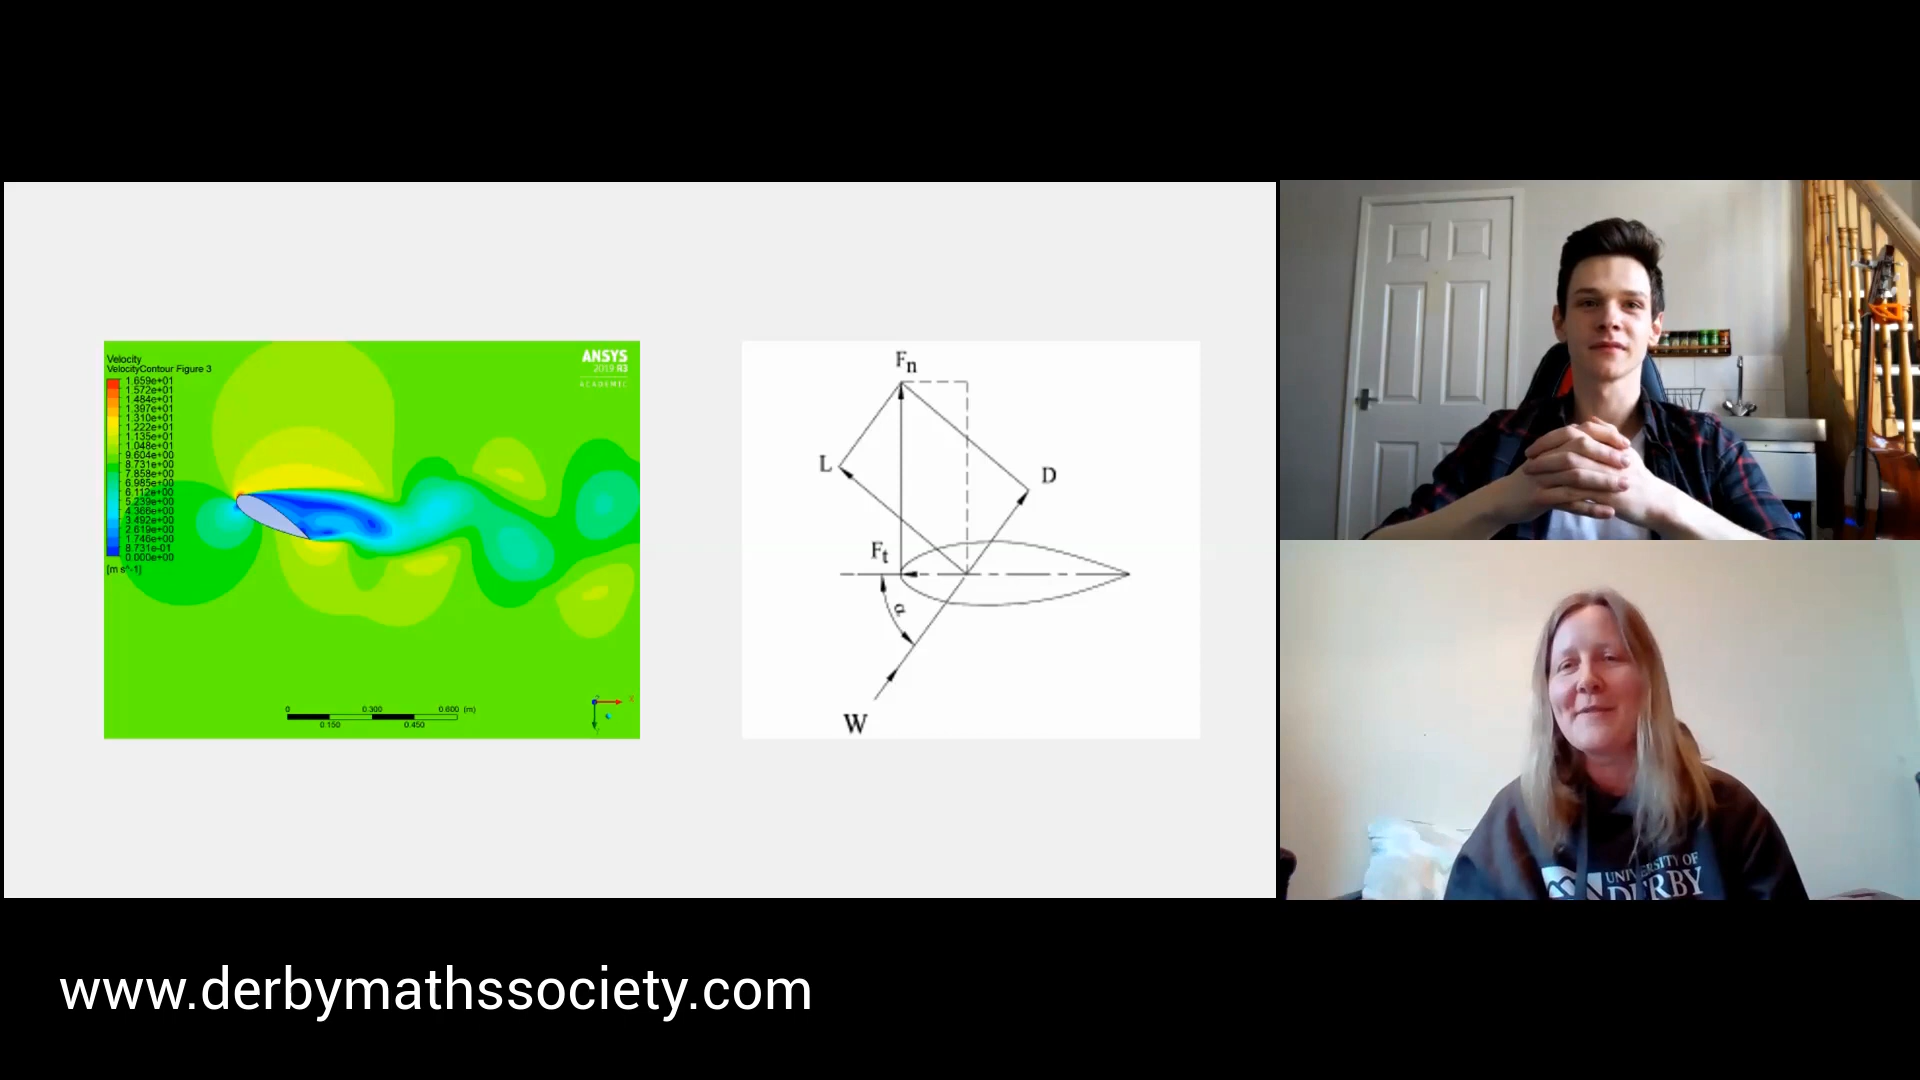 Velocity
VelocityContour Figure 3
1.659e+01
1.572e+01
1.484e+01
1.397e+01
1.310e+01
1.222e+01
1.135e+01
1.048e+01
9.604e+00
8.731e+00
7.858e+00
6.985e+00
6.112e+00
5.239e+00
4.366e+00
3.492e+00
2.619e+00
1.746e+00
8.731e-01
0.000e+00
[m s^-1]
ANSYS
2019 R3
ACADEMIC
0 0.300 0.600 (m)
0.150 0.450
X
Fn
L
D
Ft
α
W
UNIVERSITY OF
DERBY
www.derbymathssociety.com